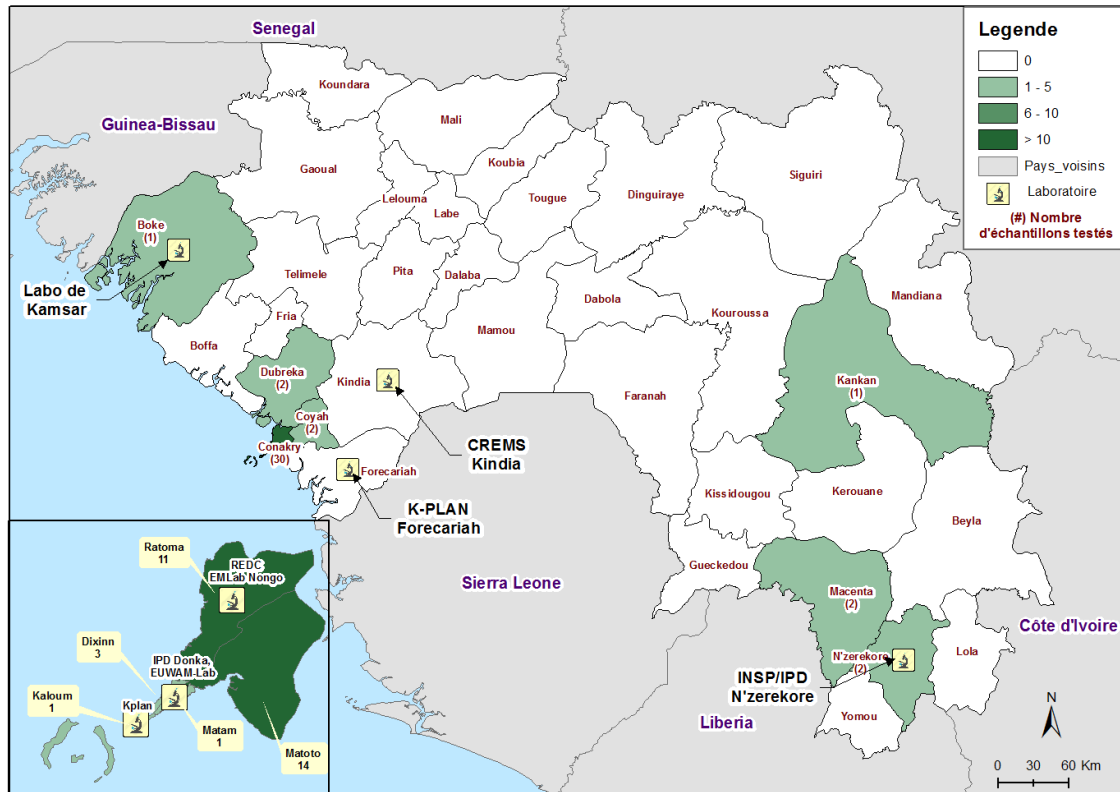 Senegal
Guinea-Bissau
Koundara
Mali
Gaoual
Koubia
Lelouma
Labe
Tougue
Dinguiraye
Siguiri
Boke
(1)
Labo de
Kamsar
Telimele
Pita
Dalaba
Fria
Boffa
Mamou
Dabola
Kouroussa
Mandiana
Dubreka
(2)
Kindia
Coyah
(2)
Conakry
(30)
Forecariah
CREMS
Kindia
K-PLAN
Forecariah
Faranah
Kankan
(1)
Kissidougou
Kerouane
Beyla
Gueckedou
Macenta
(2)
N'zerekore
(2)
Lola
Yomou
INSP/IPD
N'zerekore
Sierra Leone
Liberia
Côte d'Ivoire
Legende
0
1 - 5
6 - 10
> 10
Pays_voisins
Laboratoire
(#) Nombre
d'échantillons testés
Ratoma
11
REDC
EMLab Nongo
Dixinn
3
IPD Donka,
EUWAM-Lab
Kaloum
1
Kplan
Matam
1
Matoto
14
N
0 30 60 Km